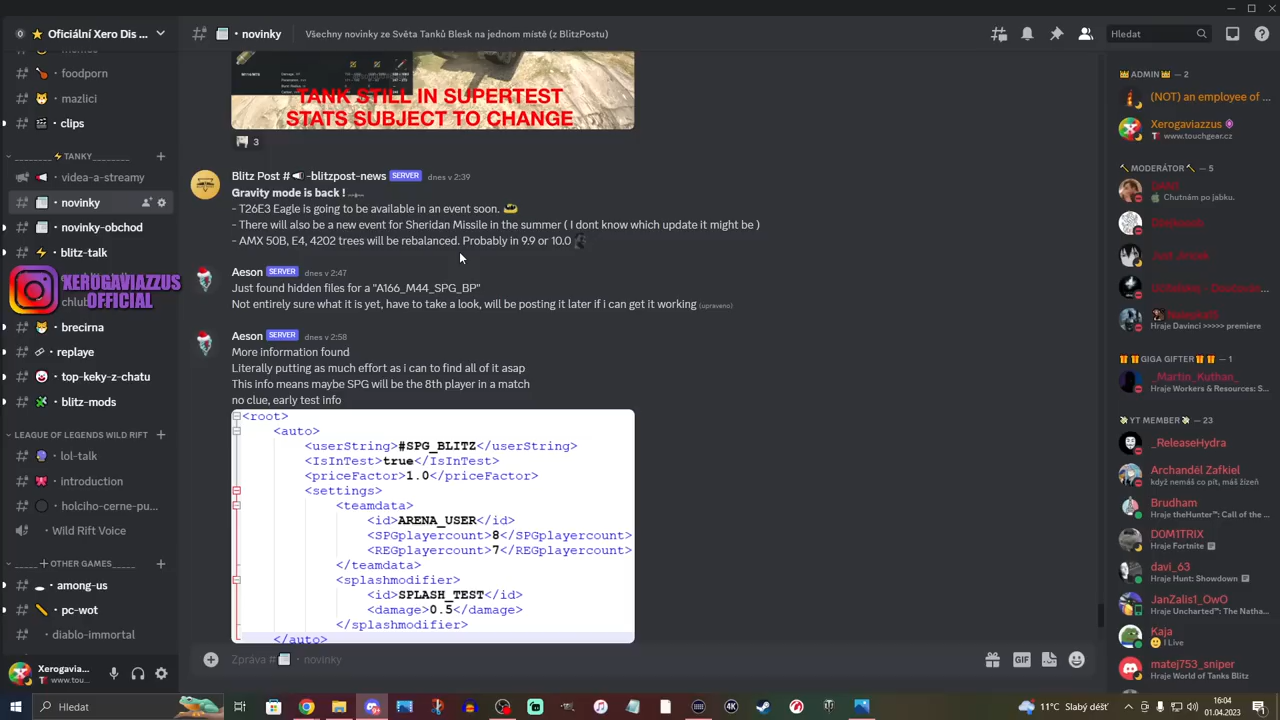 Oficiální Xero Dis ...
novinky
Všechny novinky ze Světa Tanků Blesk na jednom místě (z BlitzPostu)
Hledat
foodporn
mazlici
clips
TANKY
videa-a-streamy
novinky
novinky-obchod
blitz-talk
XEROGAVIAZZUS
OFFICIAL
brecirna
replaye
top-keky-z-chatu
blitz-mods
LEAGUE OF LEGENDS WILD RIFT
lol-talk
introduction
holciho-cerne-pu...
Wild Rift Voice
OTHER GAMES
among-us
pc-wot
diablo-immortal
Xerogavia...
www.tou...
TANK STILL IN SUPERTEST
STATS SUBJECT TO CHANGE
3
Blitz Post # -blitzpost-news SERVER dnes v 2:39
Gravity mode is back !
- T26E3 Eagle is going to be available in an event soon.
- There will also be a new event for Sheridan Missile in the summer ( I dont know which update it might be )
- AMX 50B, E4, 4202 trees will be rebalanced. Probably in 9.9 or 10.0
Aeson SERVER dnes v 2:47
Just found hidden files for a "A166_M44_SPG_BP"
Not entirely sure what it is yet, have to take a look, will be posting it later if i can get it working (upraveno)
Aeson SERVER dnes v 2:58
More information found
Literally putting as much effort as i can to find all of it asap
This info means maybe SPG will be the 8th player in a match
no clue, early test info
<root>
<auto>
<userString>#SPG_BLITZ</userString>
<IsInTest>true</IsInTest>
<priceFactor>1.0</priceFactor>
<settings>
<teamdata>
<id>ARENA_USER</id>
<SPGplayercount>8</SPGplayercount>
<REGplayercount>7</REGplayercount>
</teamdata>
<splashmodifier>
<id>SPLASH_TEST</id>
<damage>0.5</damage>
</splashmodifier>
</auto>
Zpráva # novinky
GIF
ADMIN — 2
(NOT) an employee of ...
Xerogaviazzus
www.touchgear.cz
MODERÁTOR — 5
Chutnám po jabku.
Just Jiricek
Hraje Davinci >>>>> premiere
GIGA GIFTER — 1
_Martin_Kuthan_
Hraje Workers & Resources: S...
YT MEMBER — 23
_ReleaseHydra
Archanděl Zafkiel
když nemáš co pít, máš žízeň
Brudham
Hraje theHunter™: Call of the ...
D0M1TRIX
Hraje Fortnite
davi_63
Hraje Hunt: Showdown
JanZalis1_OwO
Hraje Uncharted™: The Natha...
Kaja
I Live
matej753_sniper
Hraje World of Tanks Blitz
Hledat
9+
4K
11°C Slabý déšť
16:04
01.04.2023